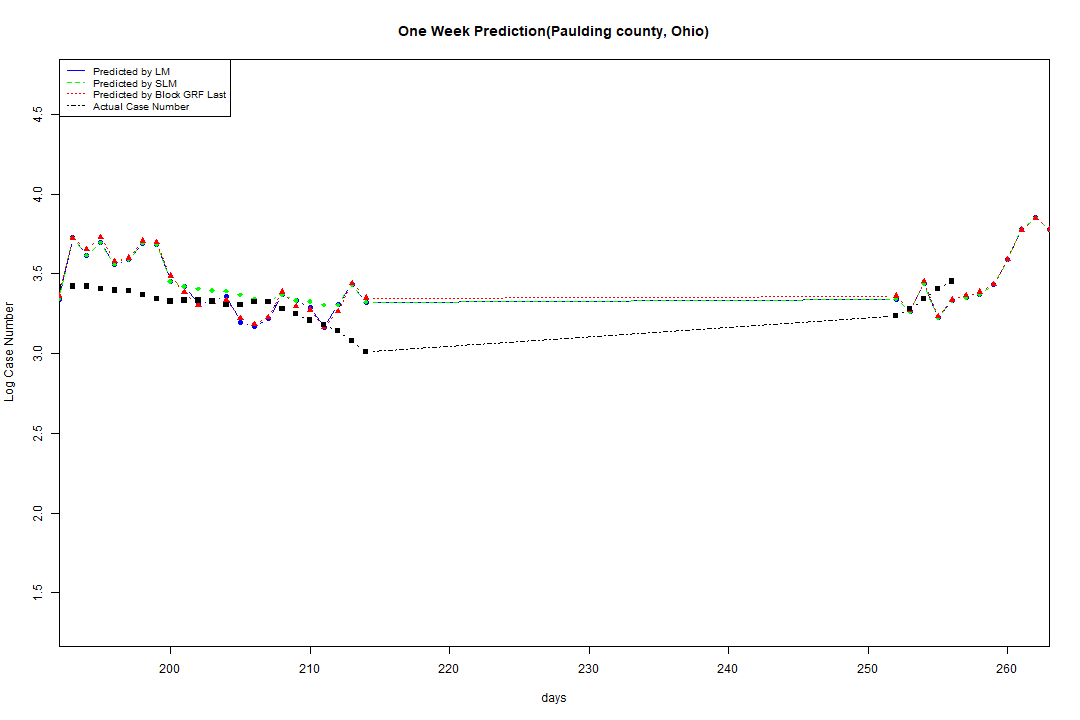 One Week Prediction(Paulding county, Ohio)
Predicted by LM
Predicted by SLM
Predicted by Block GRF Last
Actual Case Number
4.5
4.0
3.5
3.0
2.5
2.0
1.5
Log Case Number
200
210
220
230
240
250
260
days